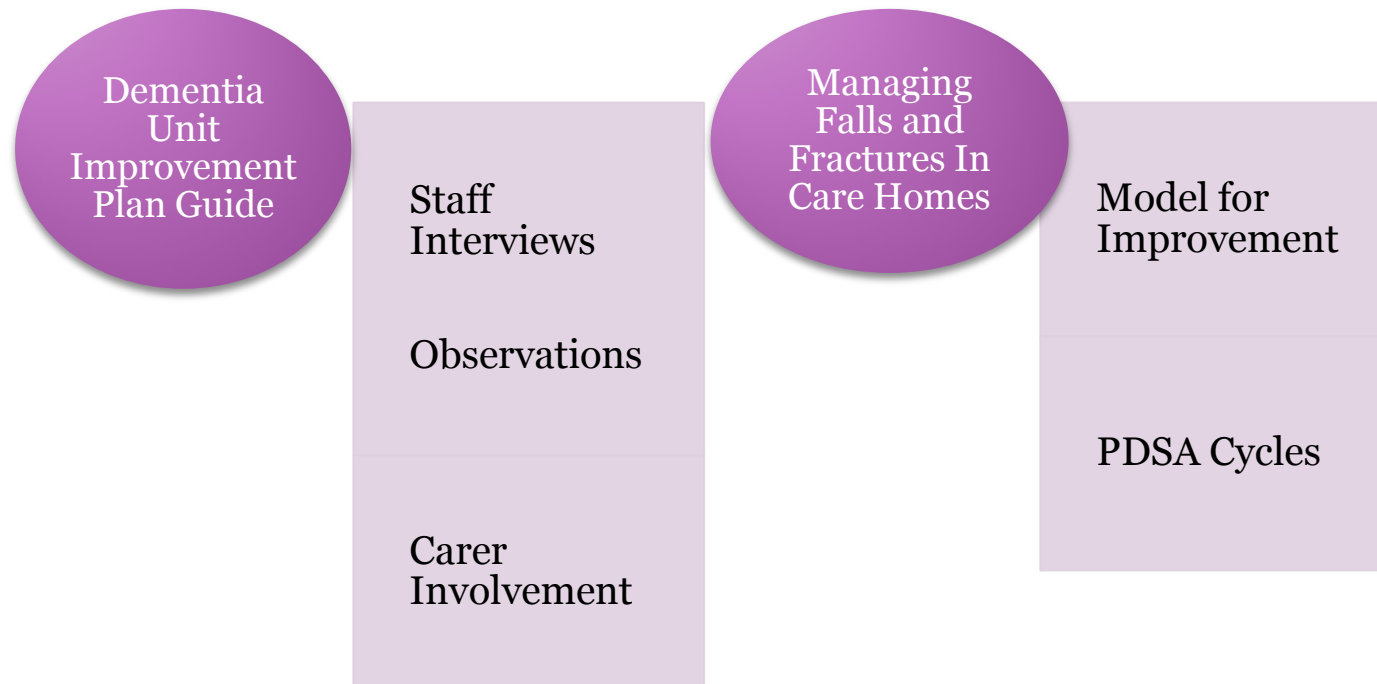 Dementia
Unit
Improvement
Plan Guide
Staff
Interviews
Observations
Carer
Involvement
Managing
Falls and
Fractures In
Care Homes
Model for
Improvement
PDSA Cycles